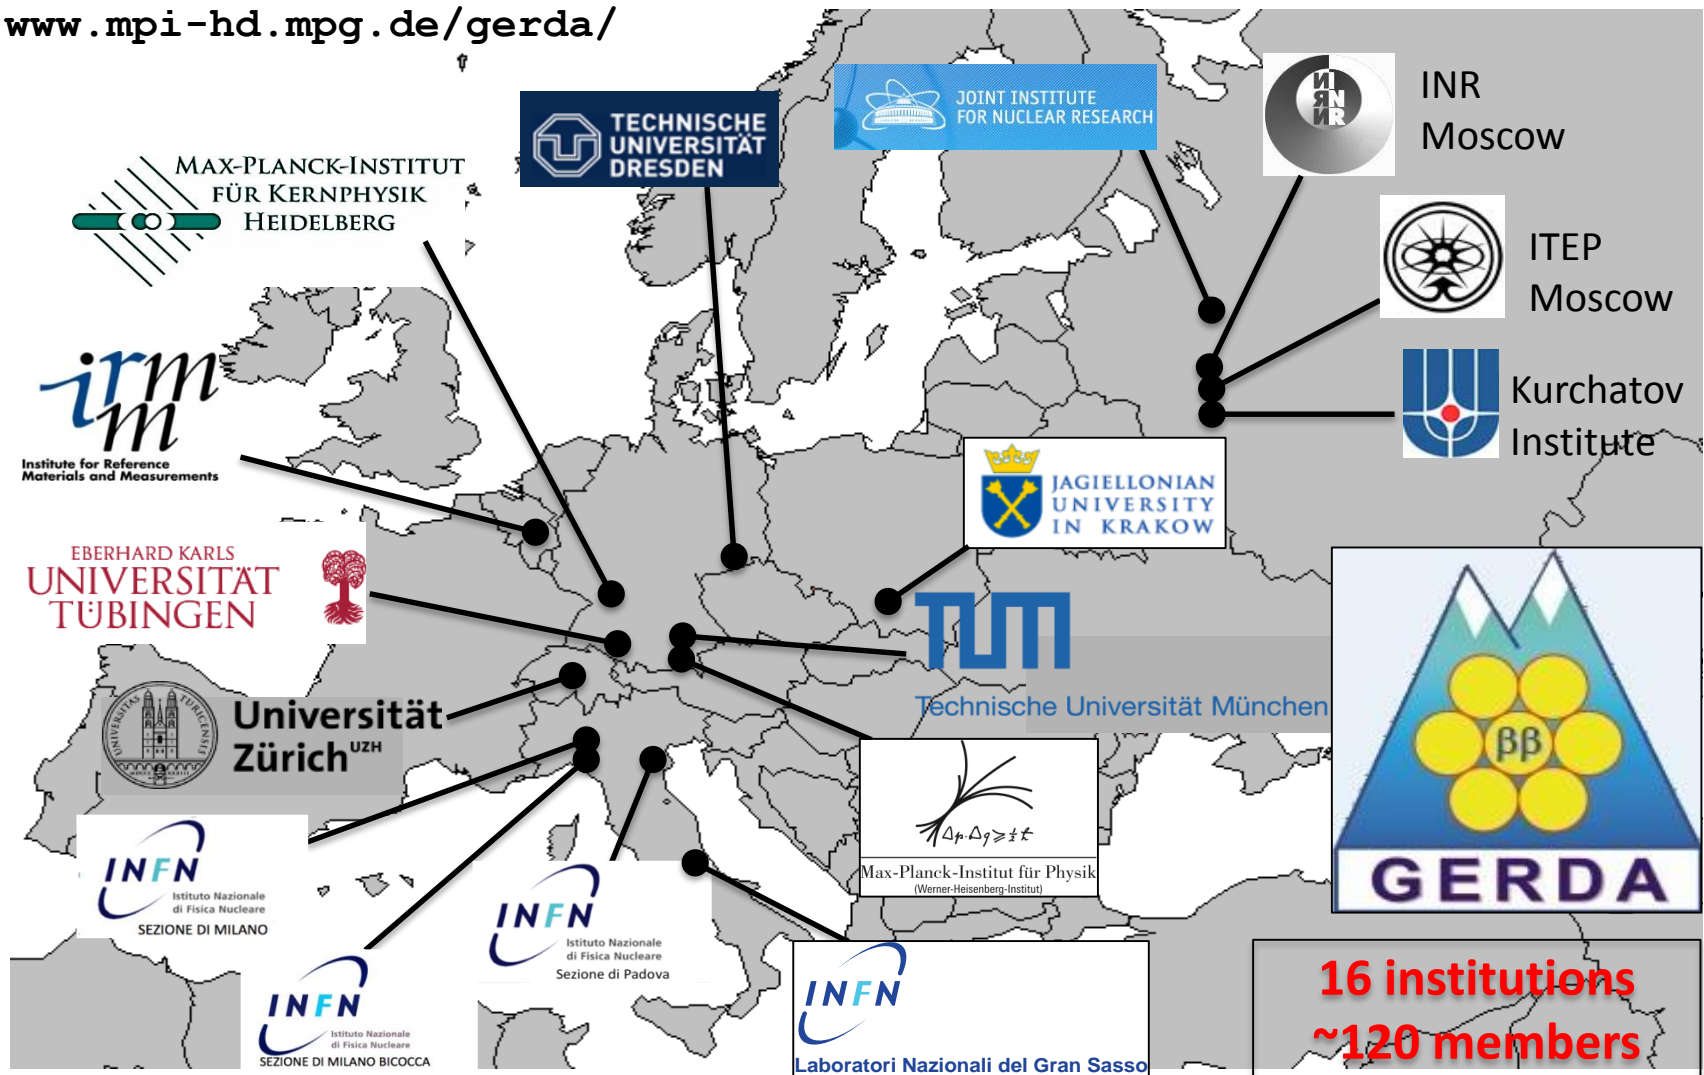 www.mpi-hd.mpg.de/gerda/
MAX-PLANCK-INSTITUT
FÜR KERNPHYSIK
HEIDELBERG
TECHNISCHE
UNIVERSITÄT
DRESDEN
JOINT INSTITUTE
FOR NUCLEAR RESEARCH
INR
Moscow
ITEP
Moscow
Kurchatov
Institute
irmm
Institute for Reference
Materials and Measurements
JAGIELLONIAN
UNIVERSITY
IN KRAKOW
EBERHARD KARLS
UNIVERSITÄT
TÜBINGEN
TUM
Technische Universität München
Universität
Zürich UZH
ββ
GERDA
Δp·Δq≥½ħ
Max-Planck-Institut für Physik
(Werner-Heisenberg-Institut)
INFN
Istituto Nazionale
di Fisica Nucleare
SEZIONE DI MILANO
INFN
Istituto Nazionale
di Fisica Nucleare
Sezione di Padova
INFN
Istituto Nazionale
di Fisica Nucleare
SEZIONE DI MILANO BICOCCA
INFN
Laboratori Nazionali del Gran Sasso
16 institutions
~120 members